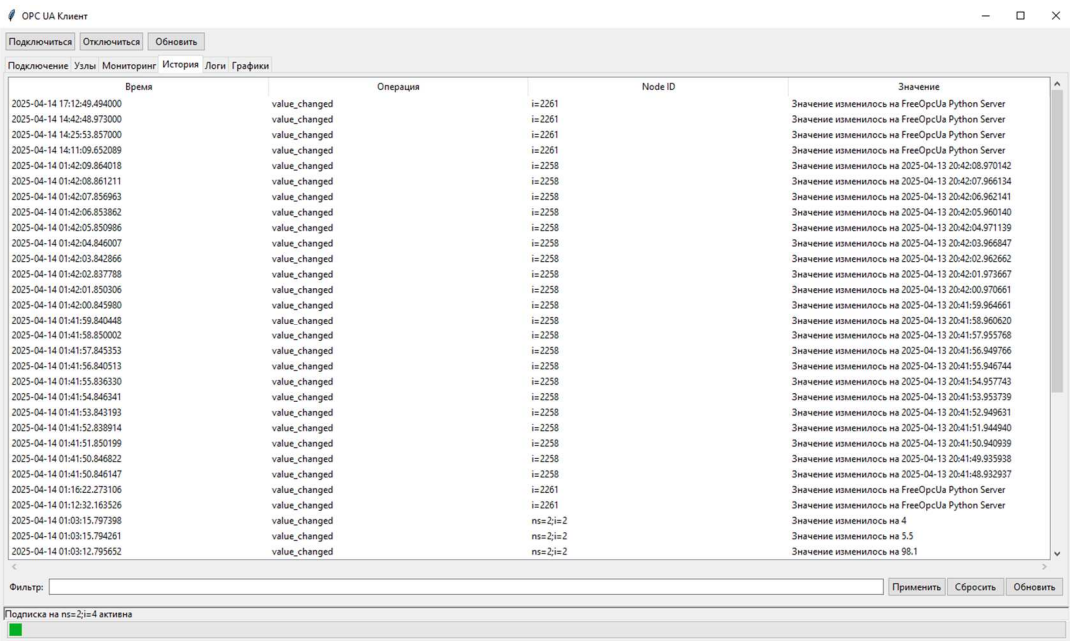 OPC UA Клиент
Подключиться Отключиться Обновить
Подключение Узлы Мониторинг История Логи Графики
Время Операция Node ID Значение
2025-04-14 17:12:49.494000 value_changed i=2261 Значение изменилось на FreeOpcUa Python Server
2025-04-14 14:42:48.973000 value_changed i=2261 Значение изменилось на FreeOpcUa Python Server
2025-04-14 14:25:53.857000 value_changed i=2261 Значение изменилось на FreeOpcUa Python Server
2025-04-14 14:11:09.652089 value_changed i=2261 Значение изменилось на FreeOpcUa Python Server
2025-04-14 01:42:09.864018 value_changed i=2258 Значение изменилось на 2025-04-13 20:42:08.970142
2025-04-14 01:42:08.861211 value_changed i=2258 Значение изменилось на 2025-04-13 20:42:07.966134
2025-04-14 01:42:07.856963 value_changed i=2258 Значение изменилось на 2025-04-13 20:42:06.962141
2025-04-14 01:42:06.853862 value_changed i=2258 Значение изменилось на 2025-04-13 20:42:05.960140
2025-04-14 01:42:05.850986 value_changed i=2258 Значение изменилось на 2025-04-13 20:42:04.971139
2025-04-14 01:42:04.846007 value_changed i=2258 Значение изменилось на 2025-04-13 20:42:03.966847
2025-04-14 01:42:03.842866 value_changed i=2258 Значение изменилось на 2025-04-13 20:42:02.962662
2025-04-14 01:42:02.837788 value_changed i=2258 Значение изменилось на 2025-04-13 20:42:01.973667
2025-04-14 01:42:01.850306 value_changed i=2258 Значение изменилось на 2025-04-13 20:42:00.970661
2025-04-14 01:42:00.845980 value_changed i=2258 Значение изменилось на 2025-04-13 20:41:59.964661
2025-04-14 01:41:59.840448 value_changed i=2258 Значение изменилось на 2025-04-13 20:41:58.960620
2025-04-14 01:41:58.850002 value_changed i=2258 Значение изменилось на 2025-04-13 20:41:57.955768
2025-04-14 01:41:57.845353 value_changed i=2258 Значение изменилось на 2025-04-13 20:41:56.949766
2025-04-14 01:41:56.840513 value_changed i=2258 Значение изменилось на 2025-04-13 20:41:55.946744
2025-04-14 01:41:55.836330 value_changed i=2258 Значение изменилось на 2025-04-13 20:41:54.957743
2025-04-14 01:41:54.846341 value_changed i=2258 Значение изменилось на 2025-04-13 20:41:53.953739
2025-04-14 01:41:53.843193 value_changed i=2258 Значение изменилось на 2025-04-13 20:41:52.949631
2025-04-14 01:41:52.838914 value_changed i=2258 Значение изменилось на 2025-04-13 20:41:51.944940
2025-04-14 01:41:51.850199 value_changed i=2258 Значение изменилось на 2025-04-13 20:41:50.940939
2025-04-14 01:41:50.846822 value_changed i=2258 Значение изменилось на 2025-04-13 20:41:49.935938
2025-04-14 01:41:50.846147 value_changed i=2258 Значение изменилось на 2025-04-13 20:41:48.932937
2025-04-14 01:16:22.273106 value_changed i=2261 Значение изменилось на FreeOpcUa Python Server
2025-04-14 01:12:32.163526 value_changed i=2261 Значение изменилось на FreeOpcUa Python Server
2025-04-14 01:03:15.797398 value_changed ns=2;i=2 Значение изменилось на 4
2025-04-14 01:03:15.794261 value_changed ns=2;i=2 Значение изменилось на 5.5
2025-04-14 01:03:12.795652 value_changed ns=2;i=2 Значение изменилось на 98.1
Фильтр: Применить Сбросить Обновить
Подписка на ns=2;i=4 активна